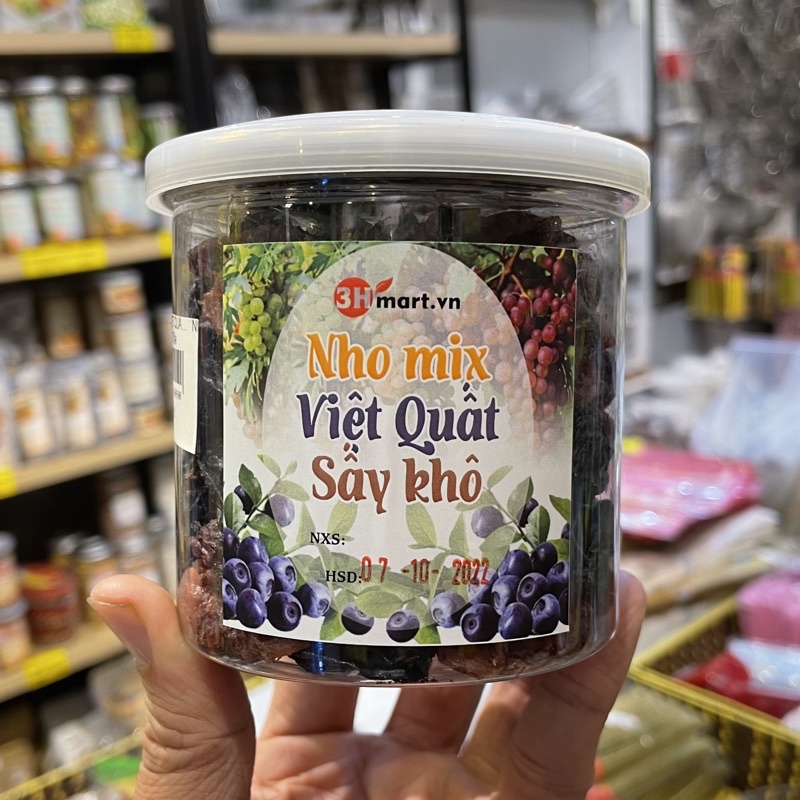 3Hmart.vn
Nho mix
Việt Quất
Sấy khô
NXS:
HSD:07 -10- 2022